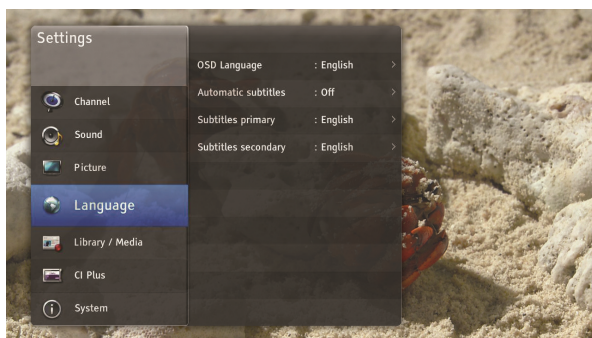 Settings
Channel
Sound
Picture
Language
Library / Media
CI Plus
System
OSD Language : English
Automatic subtitles : Off
Subtitles primary : English
Subtitles secondary : English